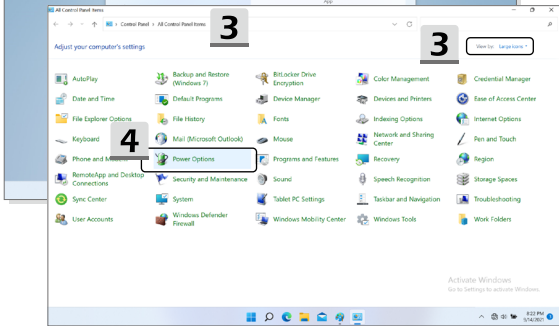 App
All Control Panel Items
Control Panel > All Control Panel Items
3
3
Adjust your computer's settings
View by: Large icons
AutoPlay
Backup and Restore (Windows 7)
BitLocker Drive Encryption
Color Management
Credential Manager
Date and Time
Default Programs
Device Manager
Devices and Printers
Ease of Access Center
File Explorer Options
File History
Fonts
Indexing Options
Internet Options
Keyboard
4
Mail (Microsoft Outlook)
Mouse
Network and Sharing Center
Pen and Touch
Phone and M
Power Options
Programs and Features
Recovery
Region
RemoteApp and Desktop Connections
Security and Maintenance
Sound
Speech Recognition
Storage Spaces
Sync Center
System
Tablet PC Settings
Taskbar and Navigation
Troubleshooting
User Accounts
Windows Defender Firewall
Windows Mobility Center
Windows Tools
Work Folders
Activate Windows
Go to Settings to activate Windows.
8:22 PM